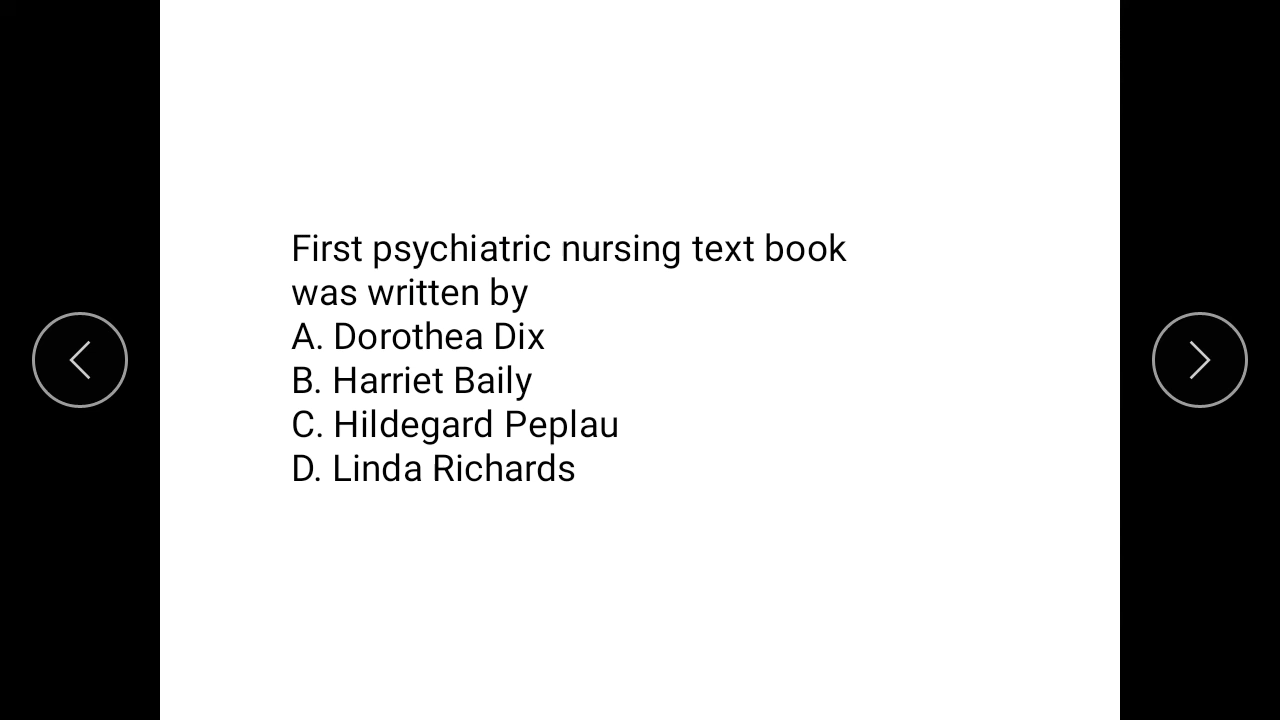 First psychiatric nursing text book
was written by
A. Dorothea Dix
B. Harriet Baily
C. Hildegard Peplau
D. Linda Richards